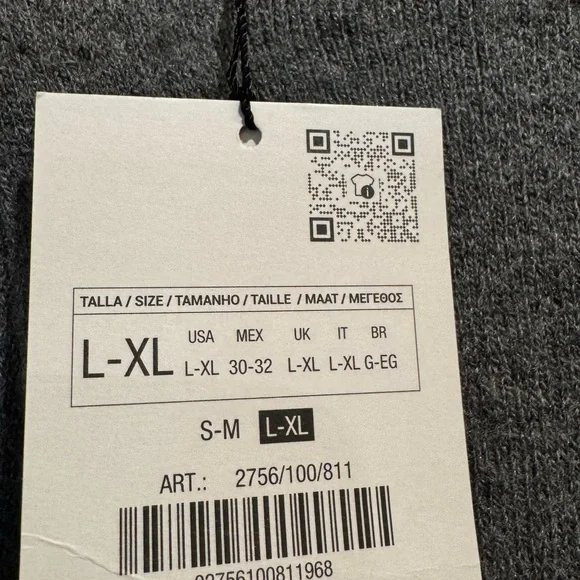 TALLA / SIZE / TAMANHO / TAILLE / MAAT / ΜΕΓΕΘΟΣ
L-XL
USA MEX UK IT BR
L-XL 30-32 L-XL L-XL G-EG
S-M L-XL
ART.: 2756/100/811
02756100811968